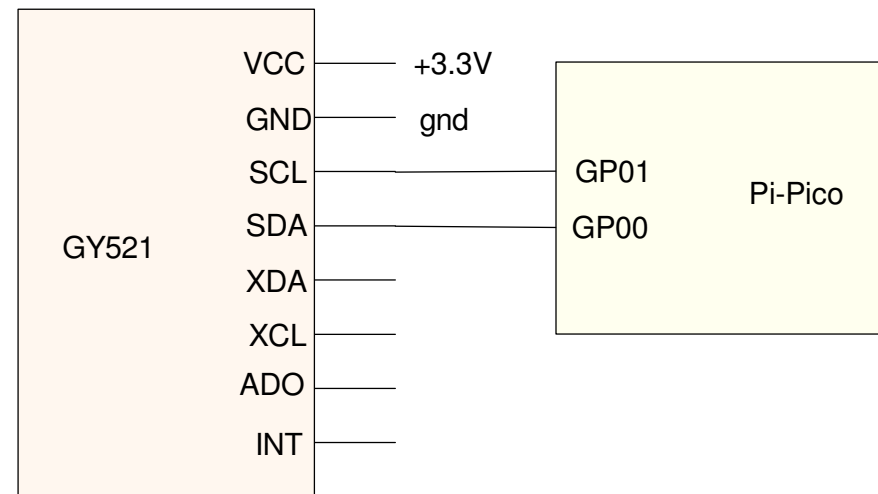 VCC
+3.3V
GND
gnd
SCL
GP01
Pi-Pico
SDA
GP00
GY521
XDA
XCL
ADO
INT